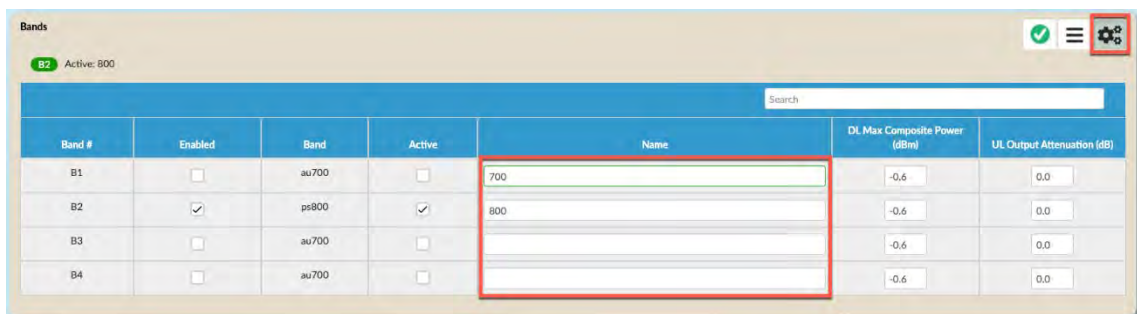 Bands
B2 Active: 800
Search
Band # Enabled Band Active Name DL Max Composite Power (dBm) UL Output Attenuation (dB)
B1 au700 700 -0.6 0.0
B2 ps800 800 -0.6 0.0
B3 au700 -0.6 0.0
B4 au700 -0.6 0.0